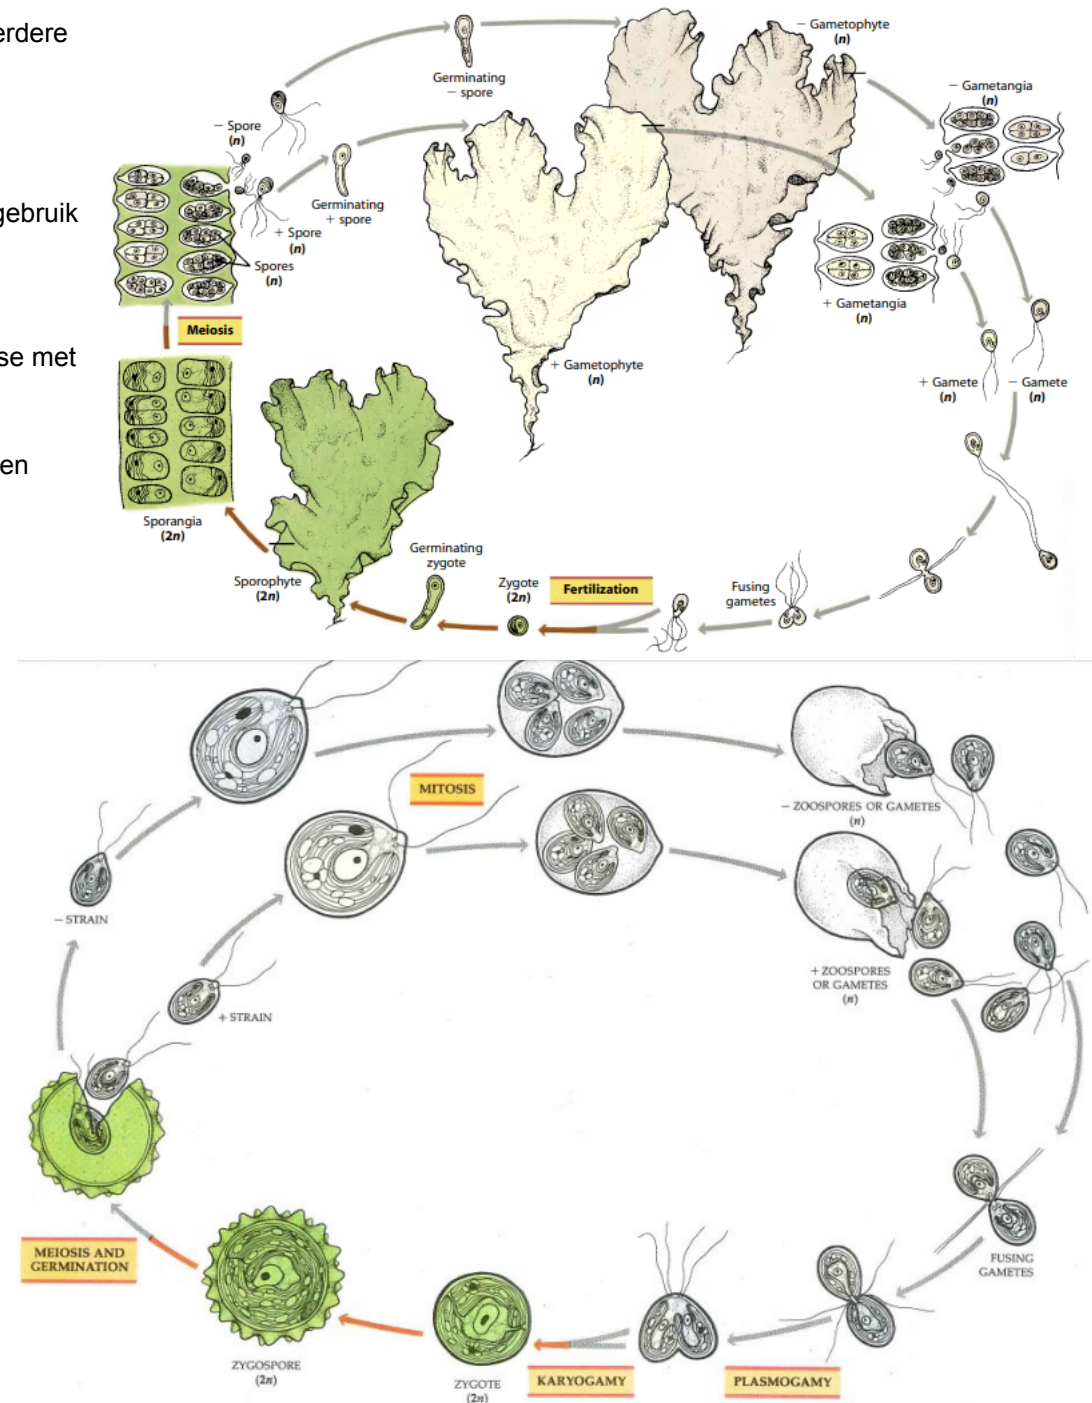 erdere
gebruik
se met
en
− Gametophyte
(n)
Germinating
− spore
− Gametangia
(n)
− Spore
(n)
Germinating
+ spore
+ Spore
(n)
Spores
(n)
+ Gametangia
(n)
Meiosis
+ Gametophyte
(n)
+ Gamete
(n)
− Gamete
(n)
Sporangia
(2n)
Germinating
zygote
Sporophyte
(2n)
Zygote
(2n)
Fertilization
Fusing
gametes
MITOSIS
− ZOOSPORES OR GAMETES
(n)
− STRAIN
+ ZOOSPORES
OR GAMETES
(n)
+ STRAIN
MEIOSIS AND
GERMINATION
FUSING
GAMETES
ZYGOSPORE
(2n)
ZYGOTE
(2n)
KARYOGAMY
PLASMOGAMY